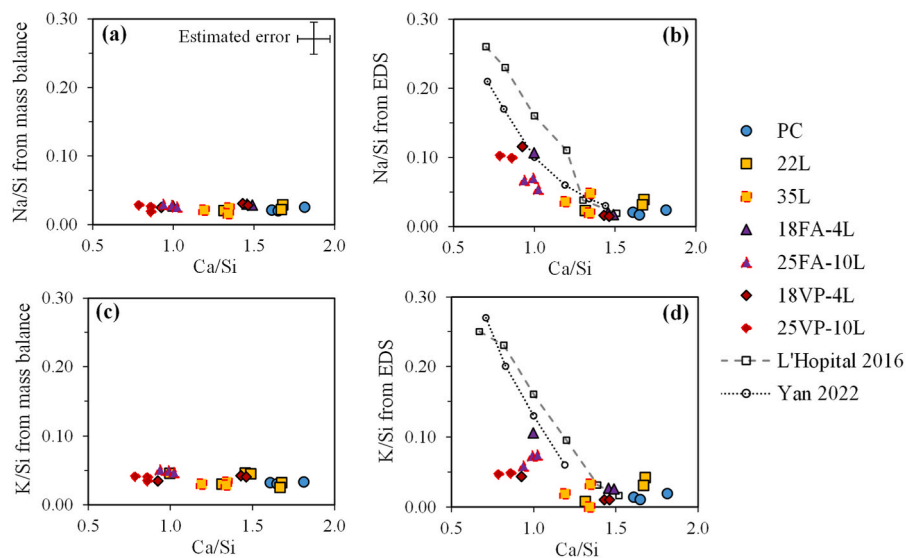 (a)
Estimated error
Na/Si from mass balance
0.30
0.20
0.10
0.00
0.5
1.0
1.5
2.0
Ca/Si
(b)
Na/Si from EDS
0.30
0.20
0.10
0.00
0.5
1.0
1.5
2.0
Ca/Si
(c)
K/Si from mass balance
0.30
0.20
0.10
0.00
0.5
1.0
1.5
2.0
Ca/Si
(d)
K/Si from EDS
0.30
0.20
0.10
0.00
0.5
1.0
1.5
2.0
Ca/Si
PC
22L
35L
18FA-4L
25FA-10L
18VP-4L
25VP-10L
L'Hopital 2016
Yan 2022